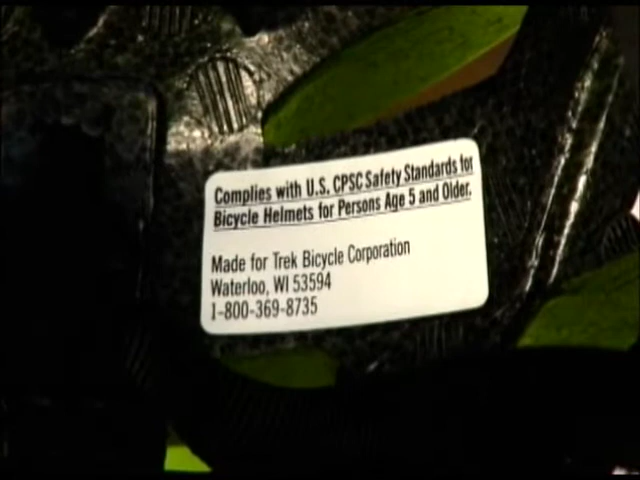 Complies with U.S. CPSC Safety Standards for
Bicycle Helmets for Persons Age 5 and Older.
Made for Trek Bicycle Corporation
Waterloo, WI 53594
1-800-369-8735